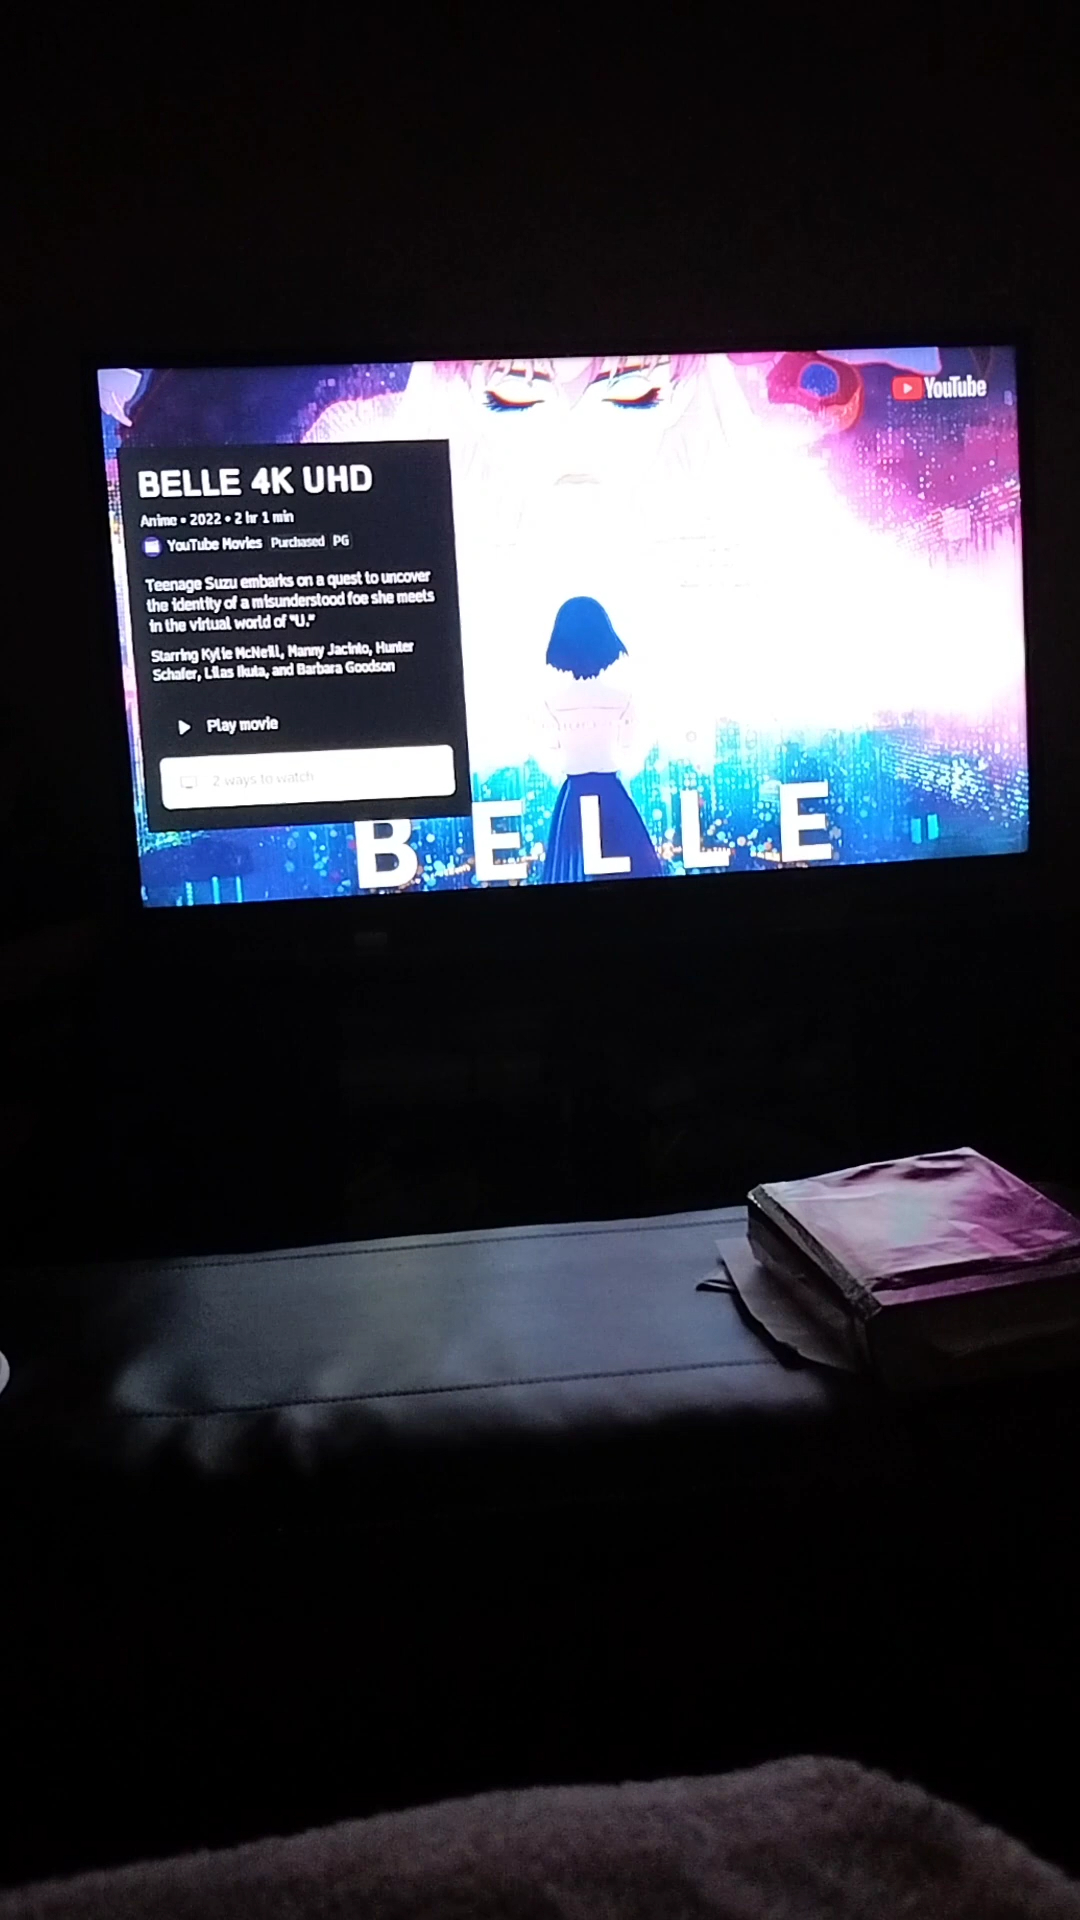 YouTube
BELLE 4K UHD
Anime • 2022 • 2 hr 1 min
YouTube Movies Purchased PG
Teenage Suzu embarks on a quest to uncover
the identity of a misunderstood foe she meets
in the virtual world of "U."
Starring Kylie McNeill, Manny Jacinto, Hunter
Schafer, Lilas Ikuta, and Barbara Goodson
Play movie
2 ways to watch
BELLE